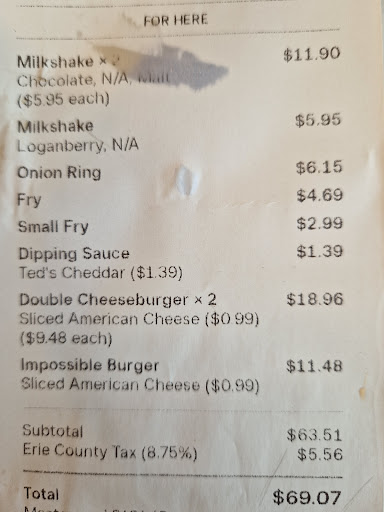 FOR HERE
Milkshake × 2 $11.90
Chocolate, N/A, Malt
($5.95 each)
Milkshake $5.95
Loganberry, N/A
Onion Ring $6.15
Fry $4.69
Small Fry $2.99
Dipping Sauce $1.39
Ted's Cheddar ($1.39)
Double Cheeseburger × 2 $18.96
Sliced American Cheese ($0.99)
($9.48 each)
Impossible Burger $11.48
Sliced American Cheese ($0.99)
Subtotal $63.51
Erie County Tax (8.75%) $5.56
Total $69.07